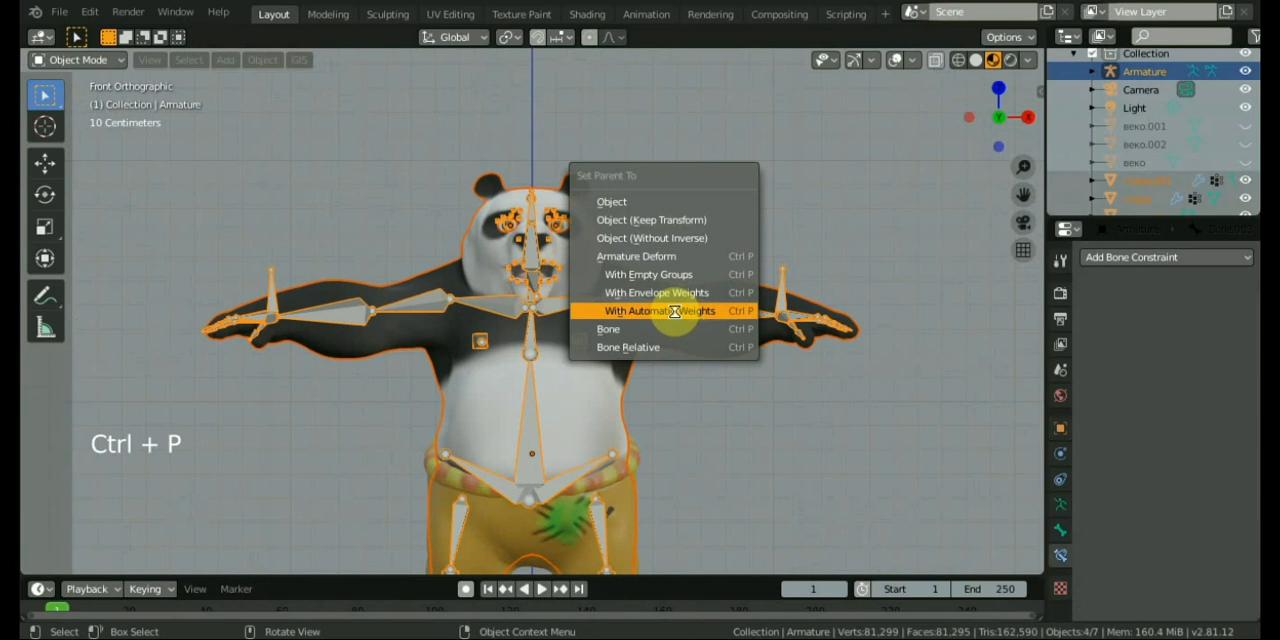 File Edit Render Window Help Layout Modeling Sculpting UV Editing Texture Paint Shading Animation Rendering Compositing Scripting + Scene View Layer
Global Options
Object Mode View Select Add Object GIS
Front Orthographic
(1) Collection | Armature
10 Centimeters
Z
Y X
Collection
Armature
Camera
Light
веко.001
веко.002
веко
Set Parent To
Object
Object (Keep Transform)
Object (Without Inverse)
Armature Deform Ctrl P
With Empty Groups Ctrl P
With Envelope Weights Ctrl P
With Automatic Weights Ctrl P
Bone Ctrl P
Bone Relative Ctrl P
Armature
Add Bone Constraint
Ctrl + P
Playback Keying View Marker 1 Start 1 End 250
1
Select Box Select Rotate View Object Context Menu Collection | Armature | Verts:81,299 | Faces:81,295 | Tris:162,590 | Objects:4/7 | Mem: 160.4 MiB | v2.81.12